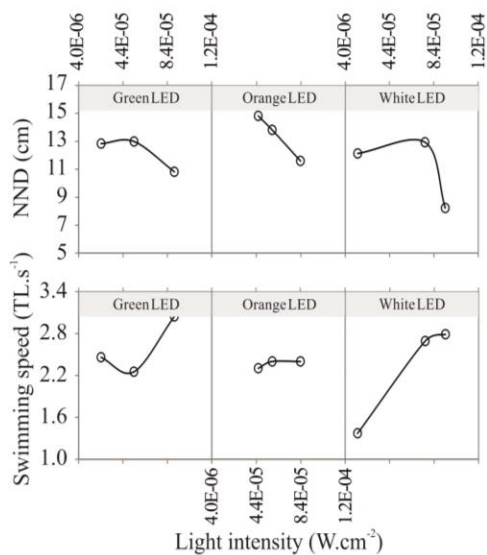 4.0E-06 4.4E-05 8.4E-05 1.2E-04 4.0E-06 4.4E-05 8.4E-05 1.2E-04
17
Green LED Orange LED White LED
15
13
11
9
7
5
NND (cm)
3.4
Green LED Orange LED White LED
2.8
2.2
1.6
1.0
Swimming speed (TL.s⁻¹)
4.0E-06 4.4E-05 8.4E-05 1.2E-04
Light intensity (W.cm⁻²)